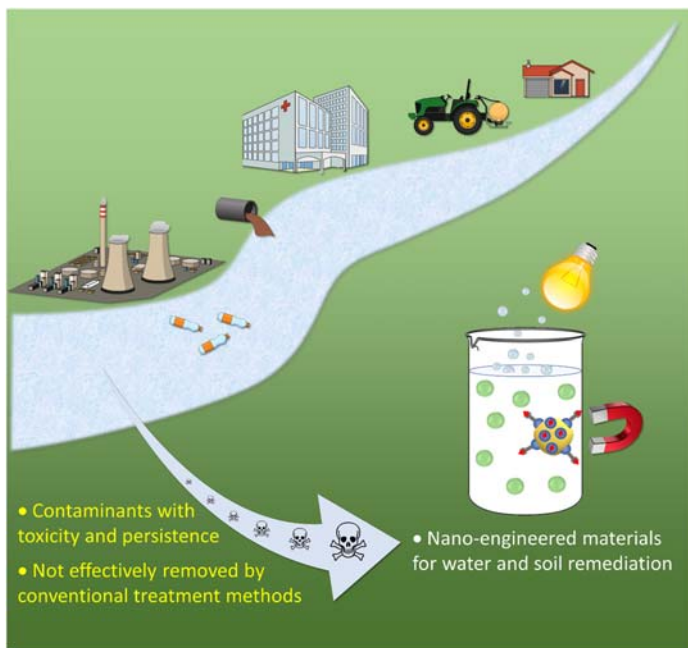 • Contaminants with
toxicity and persistence
• Not effectively removed by
conventional treatment methods
• Nano-engineered materials
for water and soil remediation